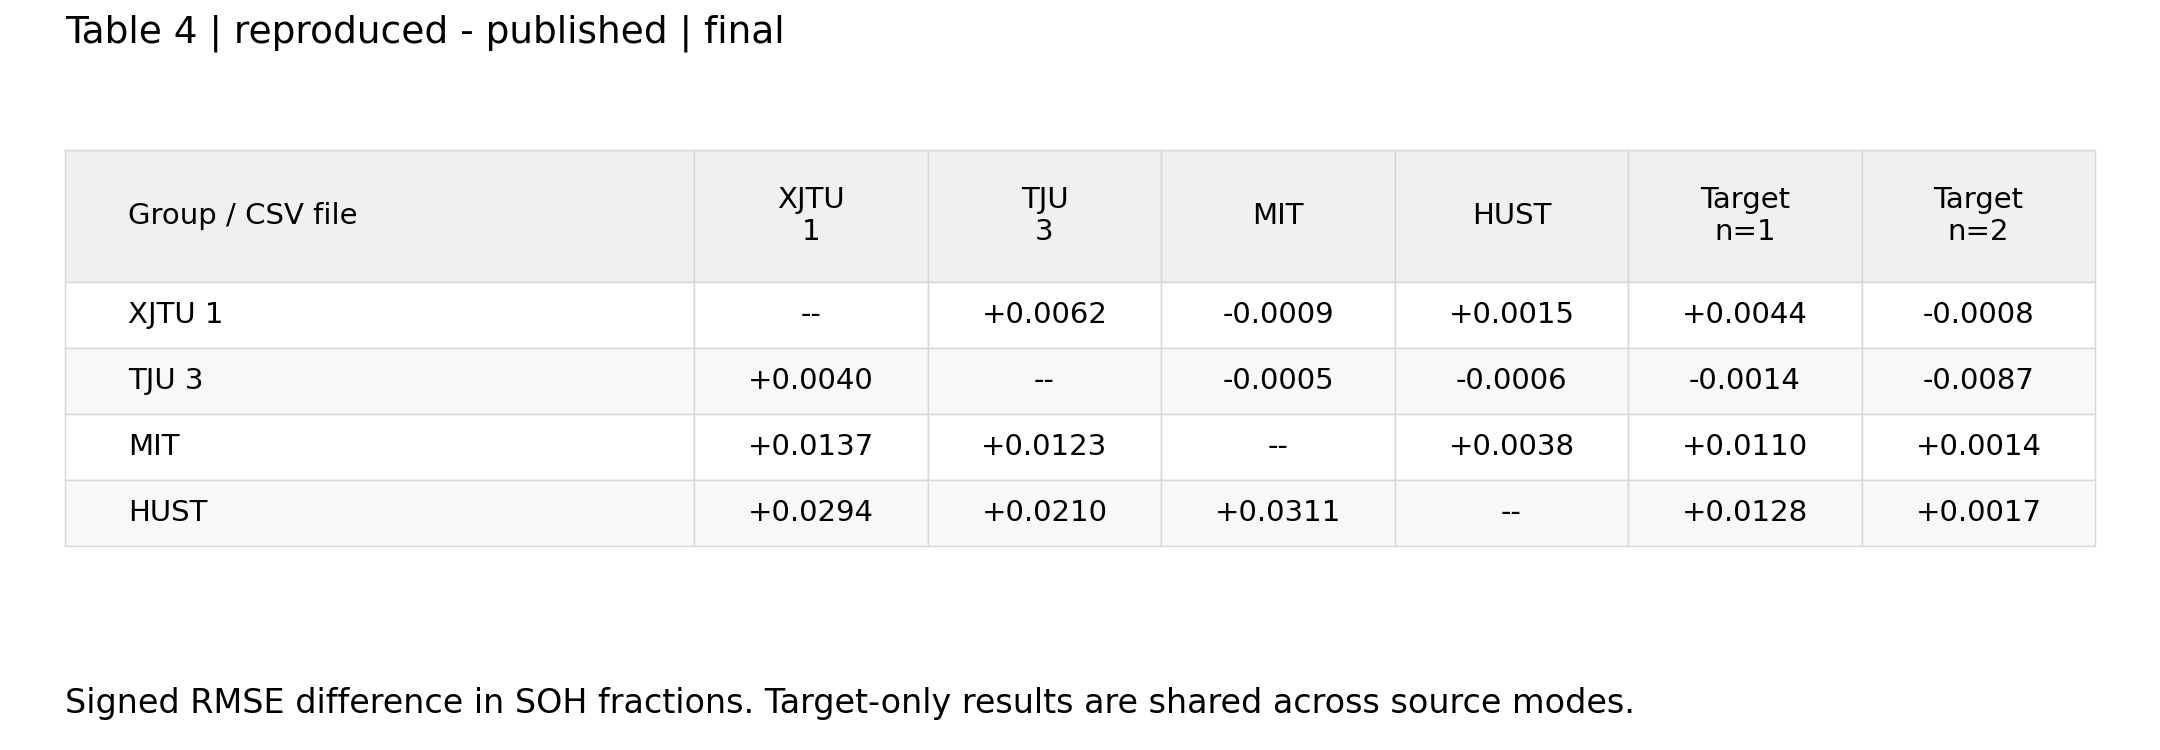 Table 4 | reproduced - published | final
Group / CSV file XJTU 1 TJU 3 MIT HUST Target n=1 Target n=2
XJTU 1 -- +0.0062 -0.0009 +0.0015 +0.0044 -0.0008
TJU 3 +0.0040 -- -0.0005 -0.0006 -0.0014 -0.0087
MIT +0.0137 +0.0123 -- +0.0038 +0.0110 +0.0014
HUST +0.0294 +0.0210 +0.0311 -- +0.0128 +0.0017
Signed RMSE difference in SOH fractions. Target-only results are shared across source modes.